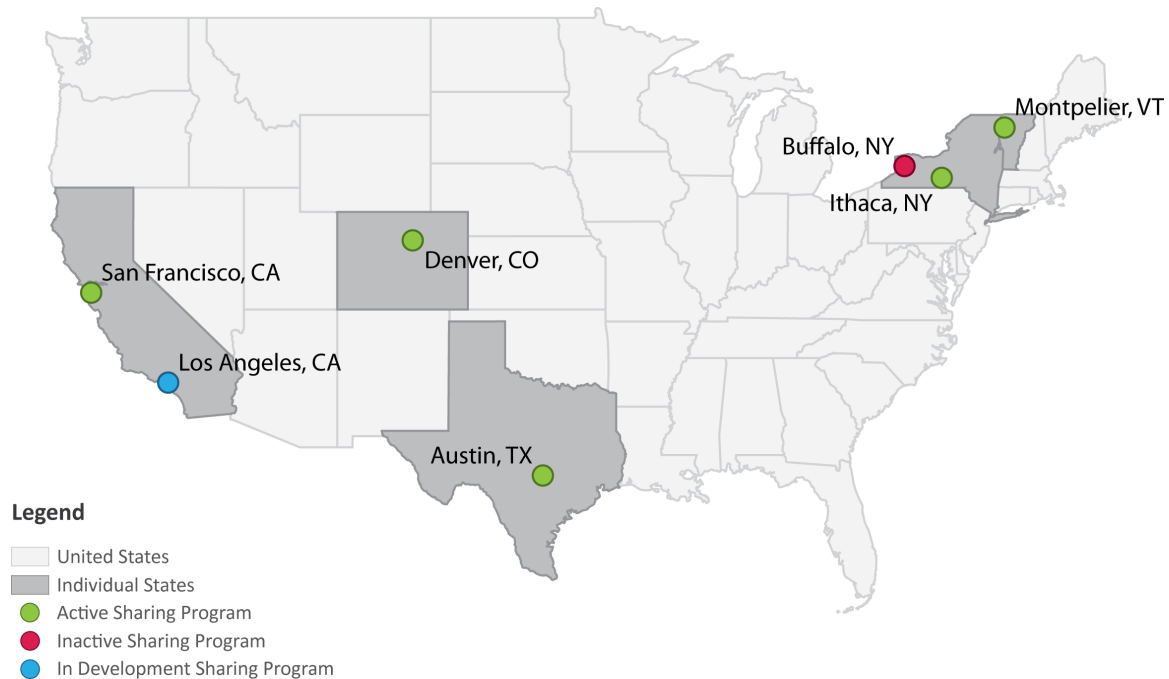 Montpelier, VT
Buffalo, NY
Ithaca, NY
Denver, CO
San Francisco, CA
Los Angeles, CA
Austin, TX
Legend
United States
Individual States
Active Sharing Program
Inactive Sharing Program
In Development Sharing Program